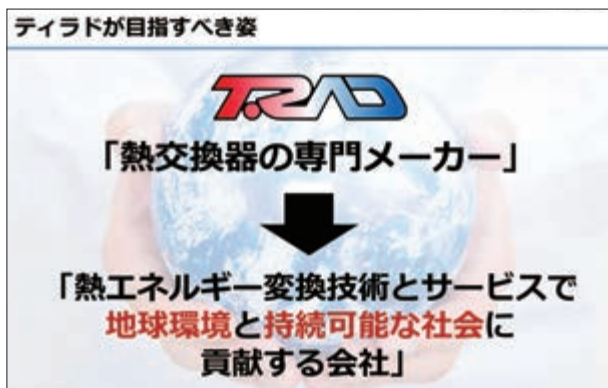 ティラドが目指すべき姿
T.RAD
「熱交換器の専門メーカー」
「熱エネルギー変換技術とサービスで
地球環境と持続可能な社会に
貢献する会社」